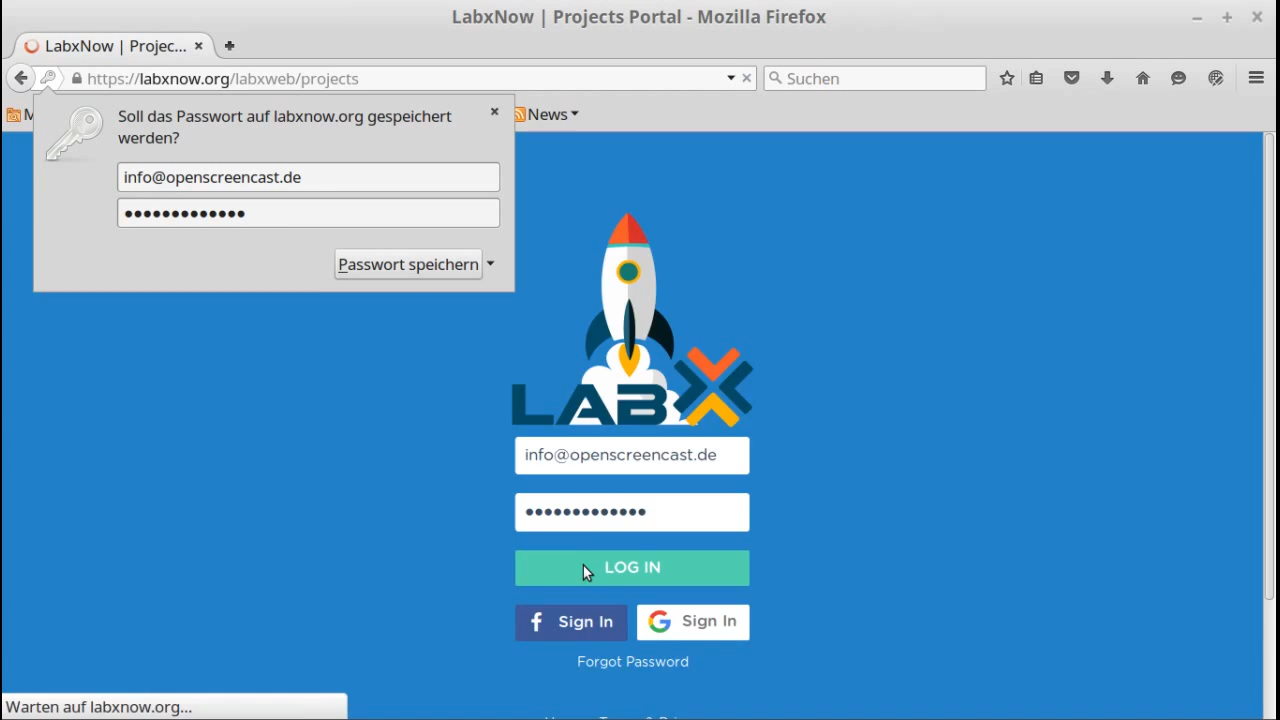 LabxNow | Projects Portal - Mozilla Firefox
LabxNow | Projec...
https://labxnow.org/labxweb/projects
Suchen
News
Soll das Passwort auf labxnow.org gespeichert
werden?
info@openscreencast.de
•••••••••••••
Passwort speichern
LABX
info@openscreencast.de
•••••••••••••
LOG IN
f Sign In
G Sign In
Forgot Password
Warten auf labxnow.org...